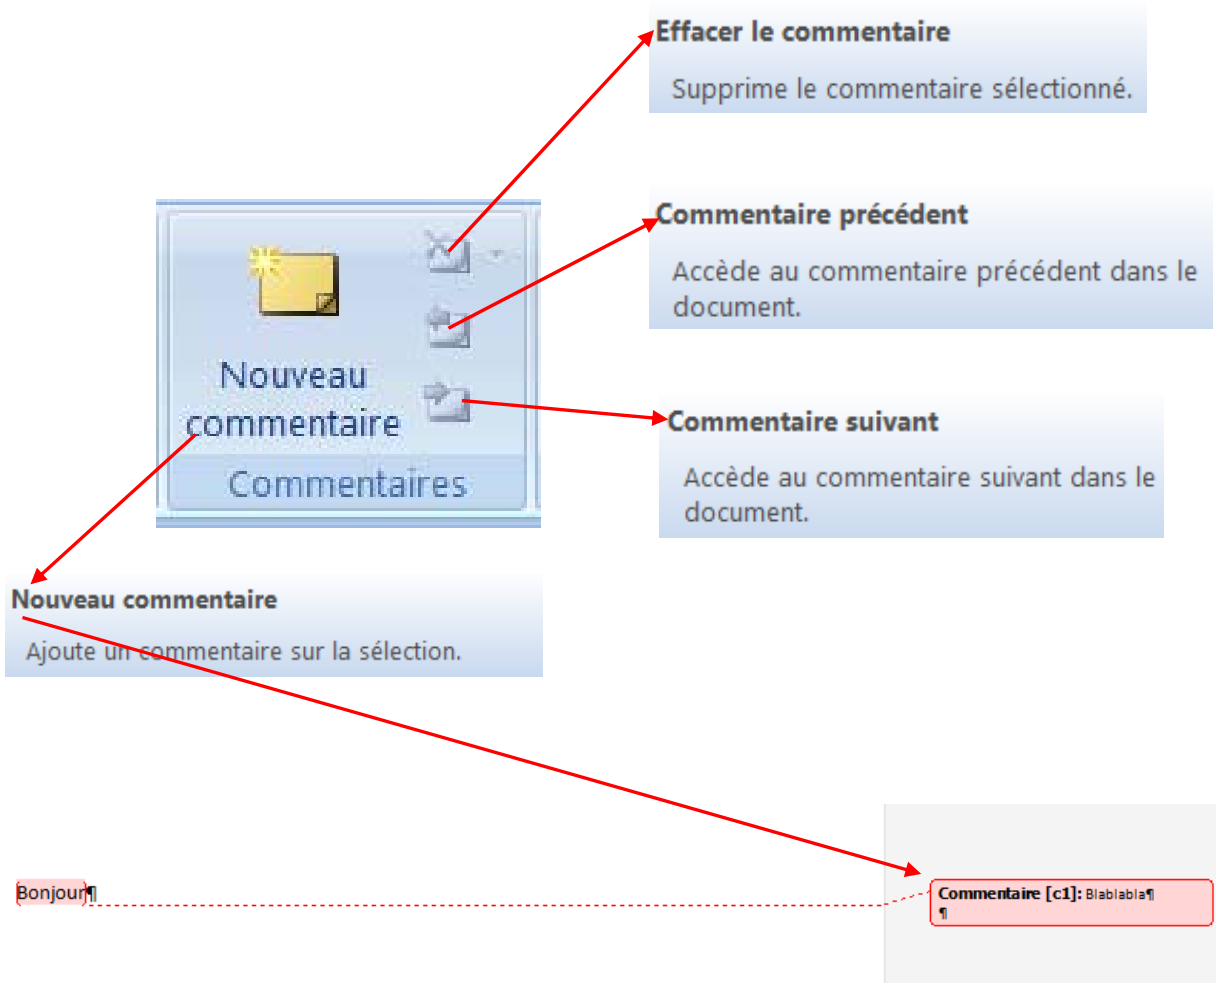 Effacer le commentaire
Supprime le commentaire sélectionné.
Commentaire précédent
Accède au commentaire précédent dans le
document.
Nouveau
commentaire
Commentaires
Commentaire suivant
Accède au commentaire suivant dans le
document.
Nouveau commentaire
Ajoute un commentaire sur la sélection.
Bonjour¶
Commentaire [c1]: Blablabla¶
¶